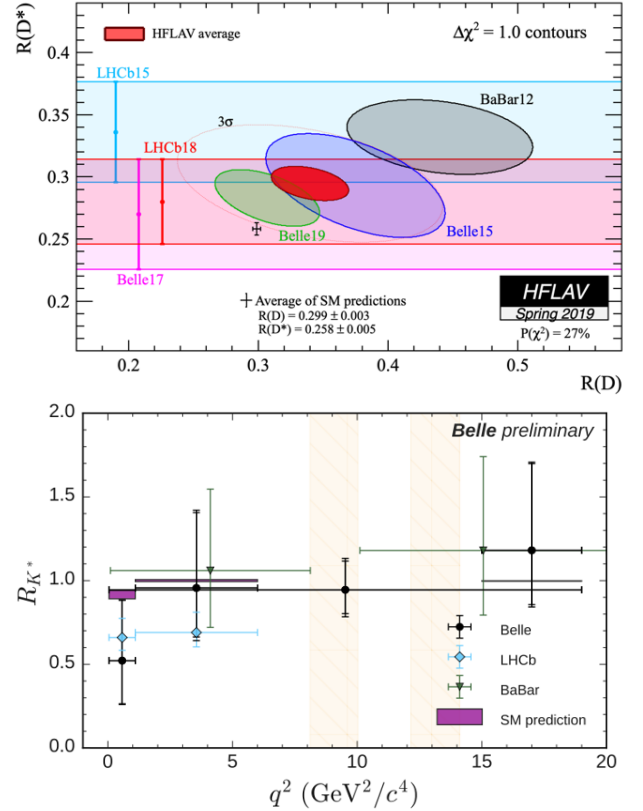 R(D*)
HFLAV average
Δχ² = 1.0 contours
LHCb15
BaBar12
3σ
LHCb18
Belle19
Belle15
Belle17
0.4
0.35
0.3
0.25
0.2
Average of SM predictions
R(D) = 0.299 ± 0.003
R(D*) = 0.258 ± 0.005
HFLAV
Spring 2019
P(χ²) = 27%
0.2 0.3 0.4 0.5
R(D)
Belle preliminary
2.0
1.5
1.0
0.5
0.0
R_{K*}
Belle
LHCb
BaBar
SM prediction
0 5 10 15 20
q² (GeV²/c⁴)